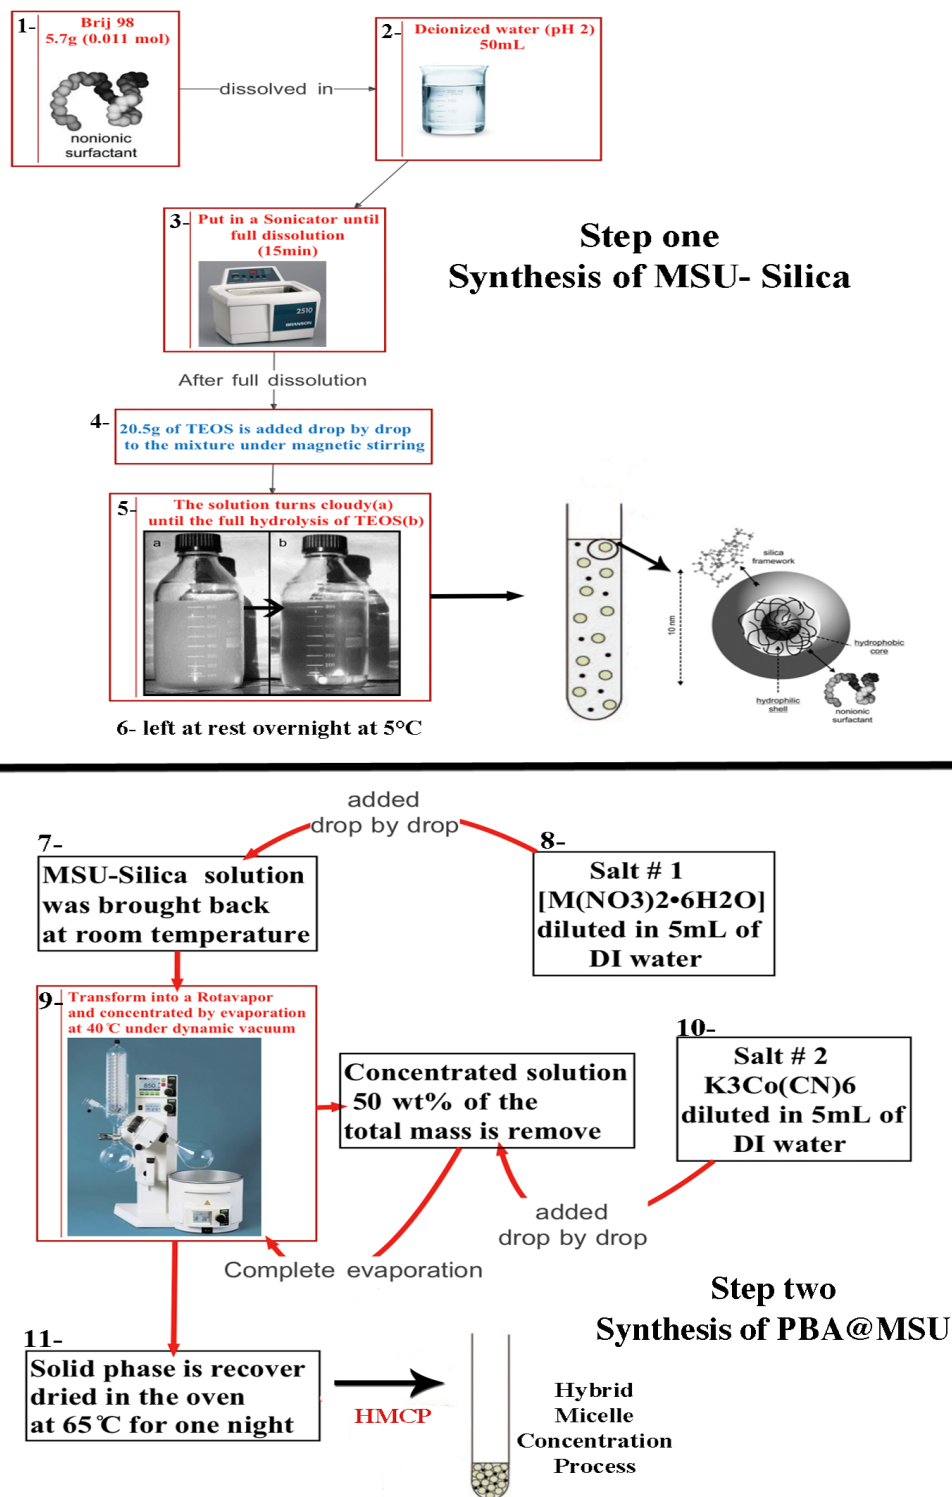 1-
Brij 98
5.7g (0.011 mol)
nonionic
surfactant
dissolved in
2-
Deionized water (pH 2)
50mL
3-
Put in a Sonicator until
full dissolution
(15min)
2510
BRANSON
Step one
Synthesis of MSU- Silica
After full dissolution
4-
20.5g of TEOS is added drop by drop
to the mixture under magnetic stirring
5-
The solution turns cloudy(a)
until the full hydrolysis of TEOS(b)
a
b
10 nm
silica
framework
hydrophobic
core
hydrophilic
shell
nonionic
surfactant
6- left at rest overnight at 5°C
added
drop by drop
7-
MSU-Silica solution
was brought back
at room temperature
8-
Salt # 1
[M(NO3)2•6H2O]
diluted in 5mL of
DI water
9-
Transform into a Rotavapor
and concentrated by evaporation
at 40℃ under dynamic vacuum
Concentrated solution
50 wt% of the
total mass is remove
10-
Salt # 2
K3Co(CN)6
diluted in 5mL of
DI water
added
drop by drop
Complete evaporation
Step two
Synthesis of PBA@MSU
11-
Solid phase is recover
dried in the oven
at 65℃ for one night
HMCP
Hybrid
Micelle
Concentration
Process